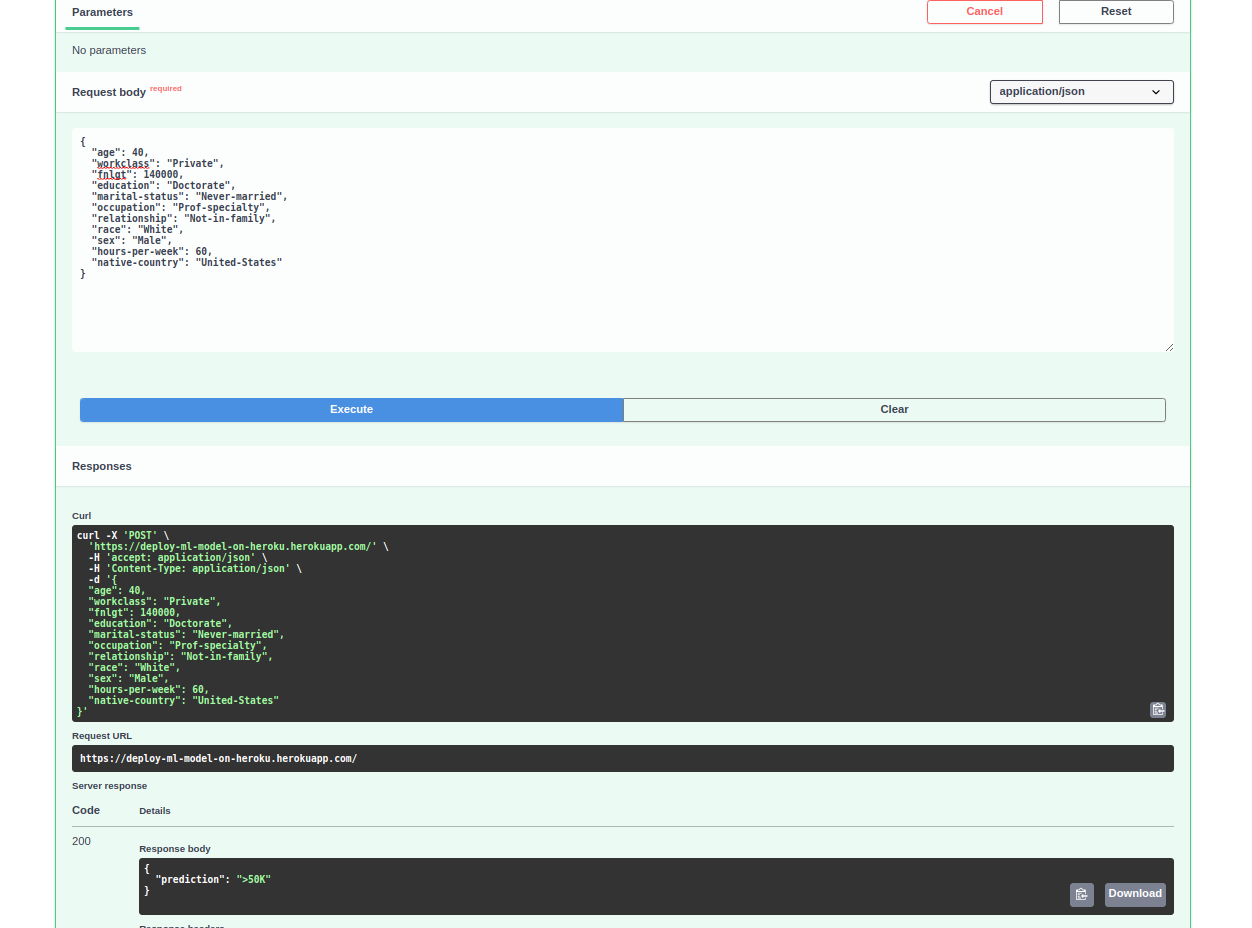 Parameters
Cancel
Reset
No parameters
Request body required
application/json
{
  "age": 40,
  "workclass": "Private",
  "fnlgt": 140000,
  "education": "Doctorate",
  "marital-status": "Never-married",
  "occupation": "Prof-specialty",
  "relationship": "Not-in-family",
  "race": "White",
  "sex": "Male",
  "hours-per-week": 60,
  "native-country": "United-States"
}
Execute
Clear
Responses
Curl
curl -X 'POST' \
  'https://deploy-ml-model-on-heroku.herokuapp.com/' \
  -H 'accept: application/json' \
  -H 'Content-Type: application/json' \
  -d '{
  "age": 40,
  "workclass": "Private",
  "fnlgt": 140000,
  "education": "Doctorate",
  "marital-status": "Never-married",
  "occupation": "Prof-specialty",
  "relationship": "Not-in-family",
  "race": "White",
  "sex": "Male",
  "hours-per-week": 60,
  "native-country": "United-States"
}'
Request URL
https://deploy-ml-model-on-heroku.herokuapp.com/
Server response
Code
Details
200
Response body
{
  "prediction": ">50K"
}
Download
Response headers